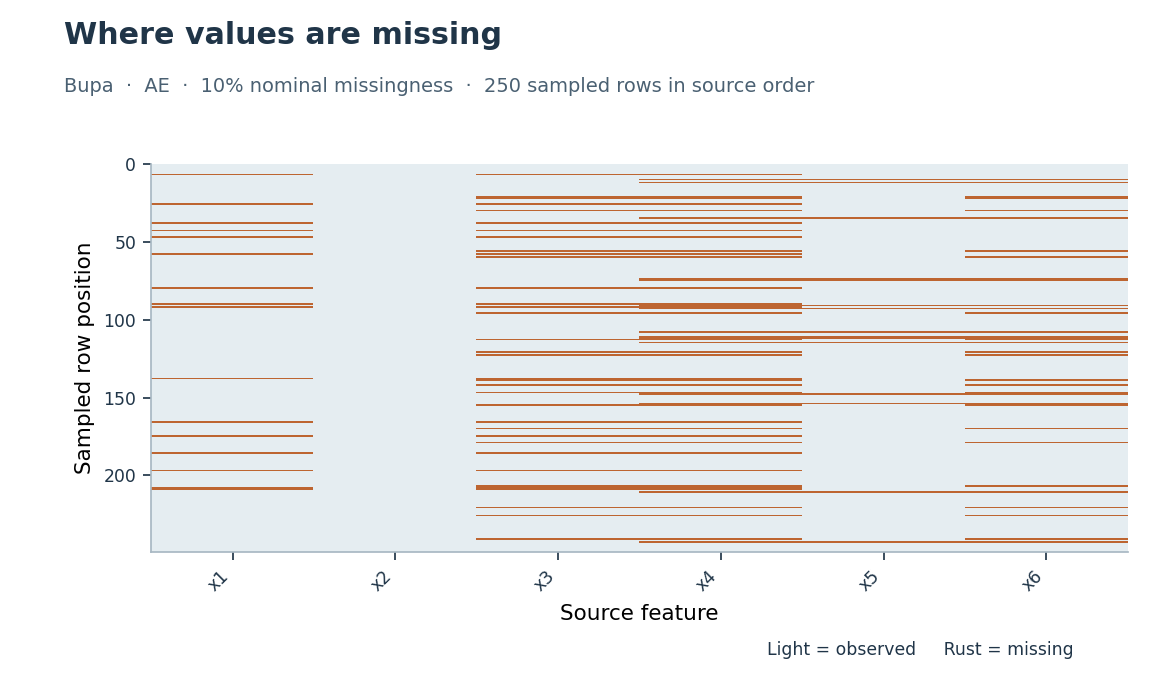 Where values are missing
Bupa · AE · 10% nominal missingness · 250 sampled rows in source order
0
50
100
150
200
Sampled row position
x1
x2
x3
x4
x5
x6
Source feature
Light = observed Rust = missing